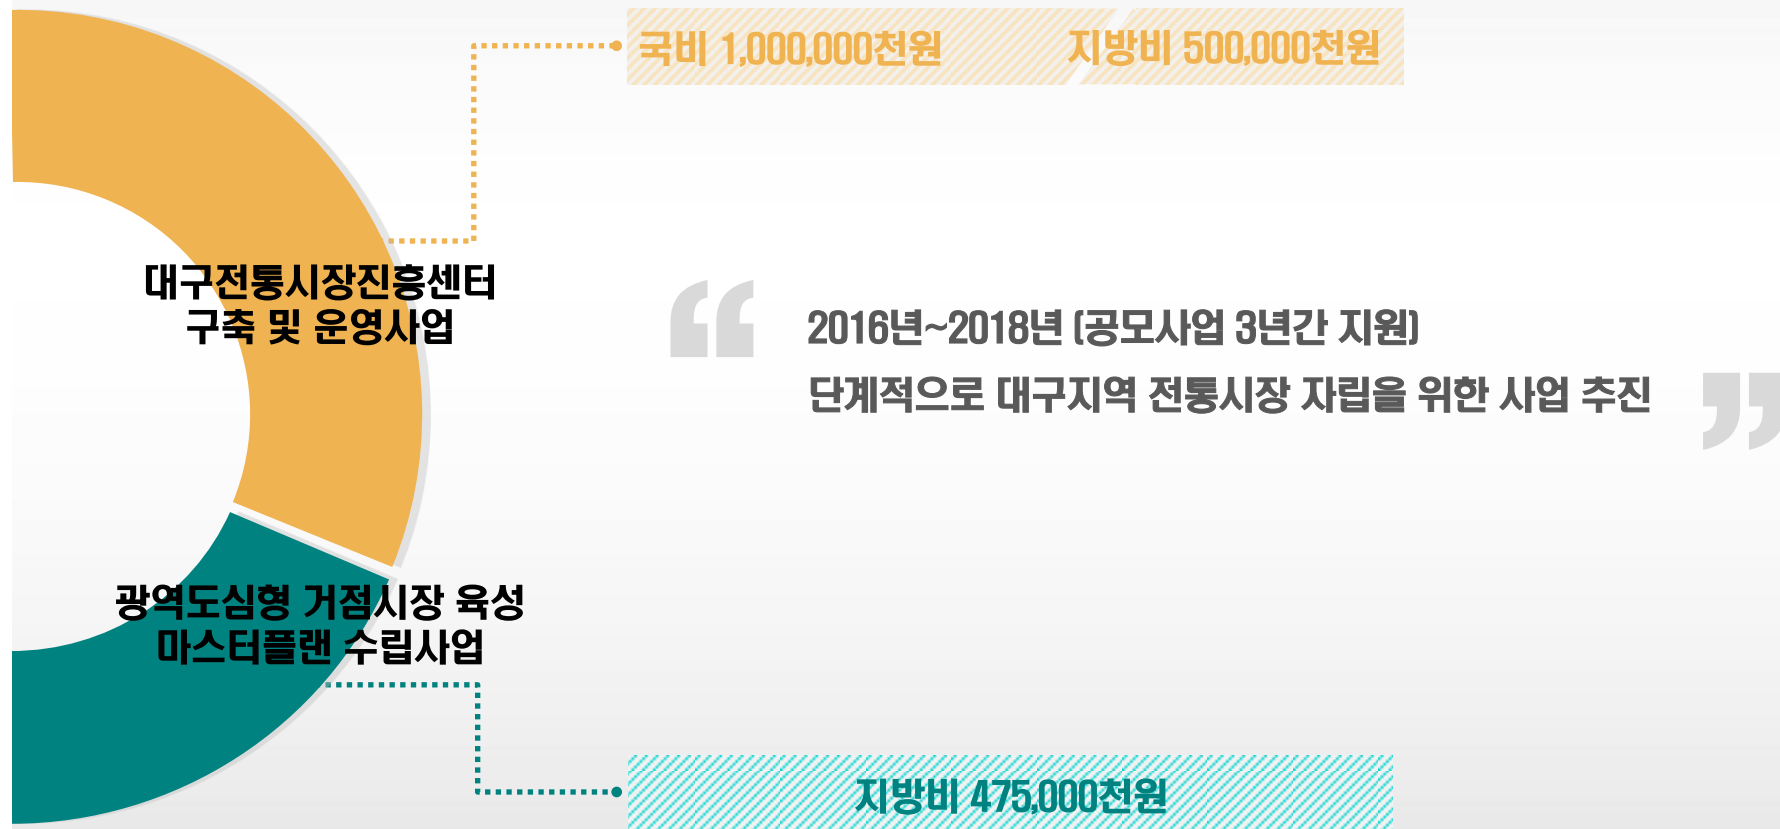 국비 1,000,000천원
지방비 500,000천원
대구전통시장진흥센터
구축 및 운영사업
“
2016년~2018년 (공모사업 3년간 지원)
단계적으로 대구지역 전통시장 자립을 위한 사업 추진
”
광역도심형 거점시장 육성
마스터플랜 수립사업
지방비 475,000천원